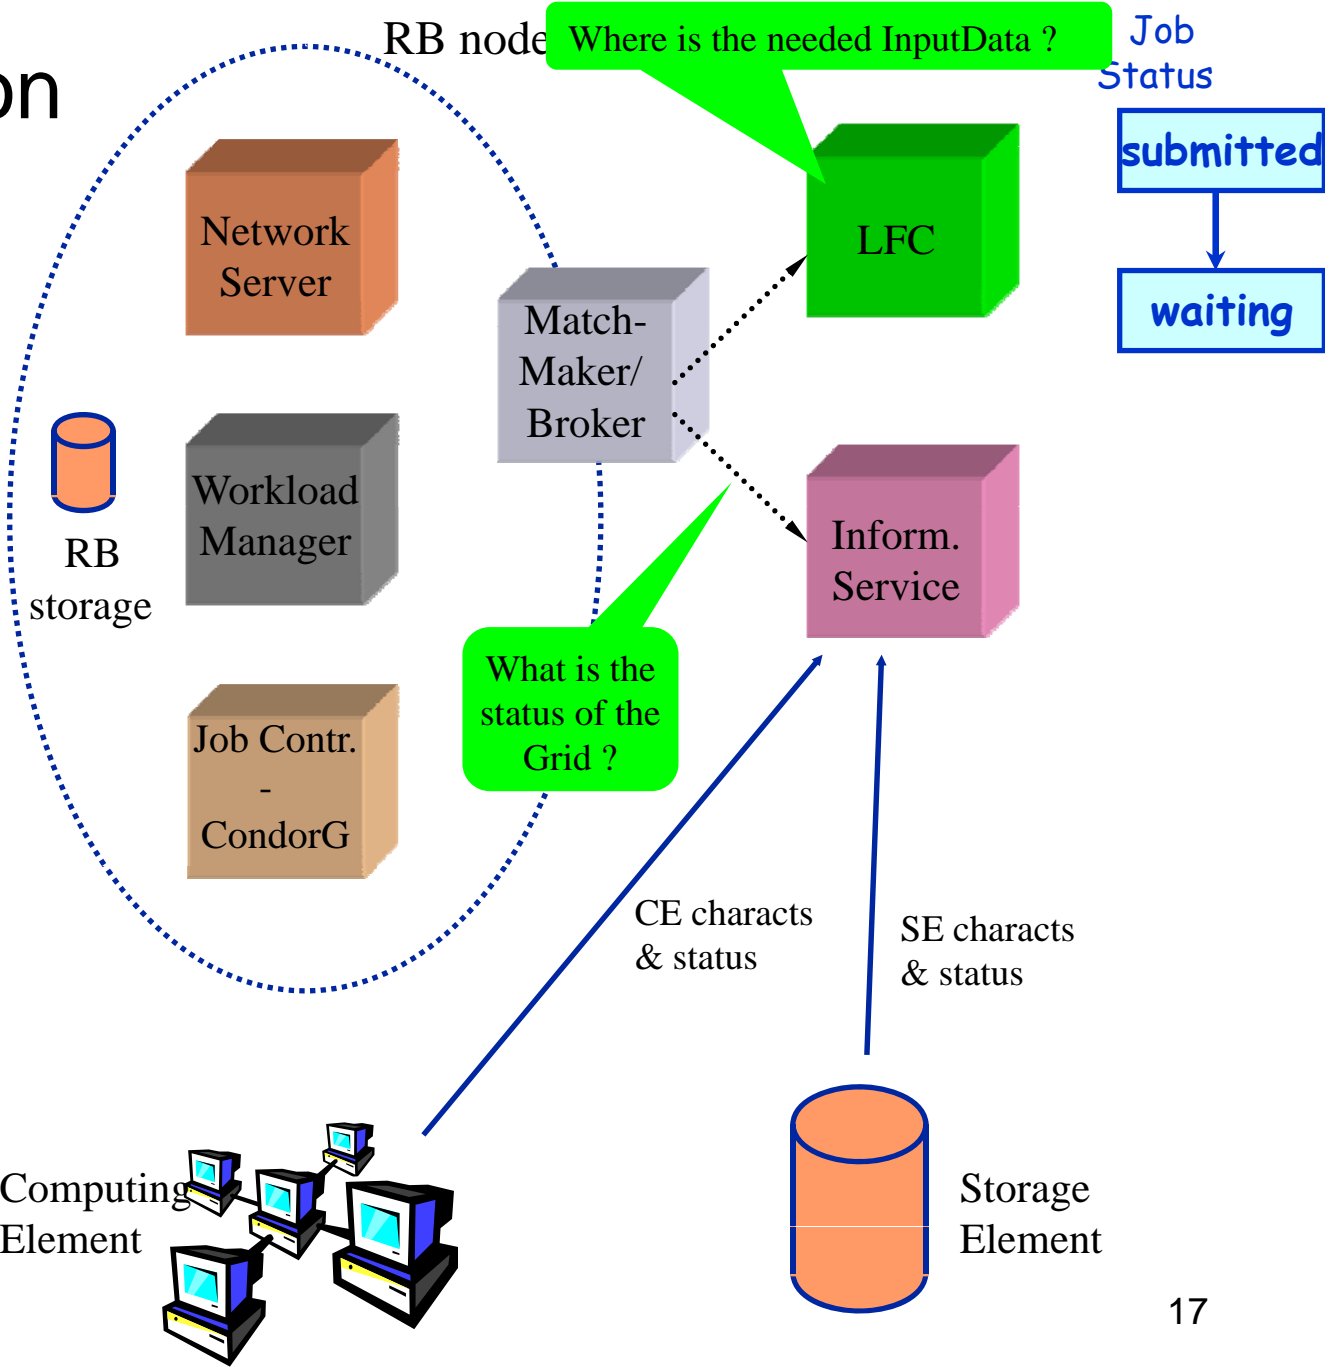 on
RB node
Where is the needed InputData ?
Job
Status
submitted
waiting
Network
Server
LFC
Match-
Maker/
Broker
Workload
Manager
RB
storage
Inform.
Service
What is the
status of the
Grid ?
Job Contr.
-
CondorG
CE characts
& status
SE characts
& status
Computing
Element
Storage
Element
17